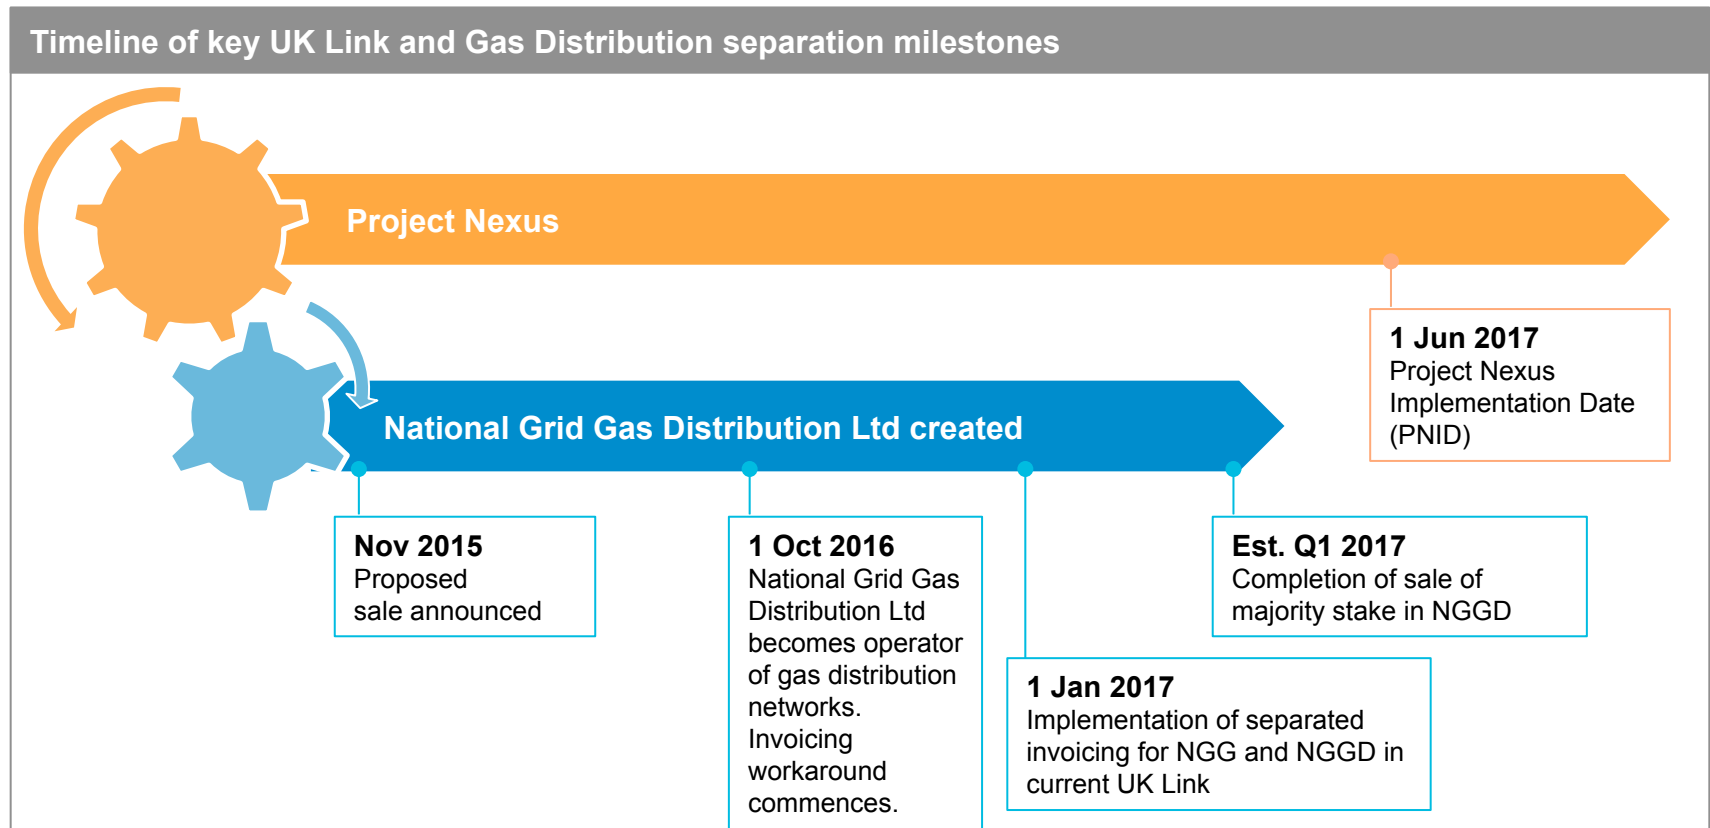 Timeline of key UK Link and Gas Distribution separation milestones
Project Nexus
1 Jun 2017
Project Nexus
Implementation Date
(PNID)
National Grid Gas Distribution Ltd created
Nov 2015
Proposed
sale announced
1 Oct 2016
National Grid Gas
Distribution Ltd
becomes operator
of gas distribution
networks.
Invoicing
workaround
commences.
1 Jan 2017
Implementation of separated
invoicing for NGG and NGGD in
current UK Link
Est. Q1 2017
Completion of sale of
majority stake in NGGD